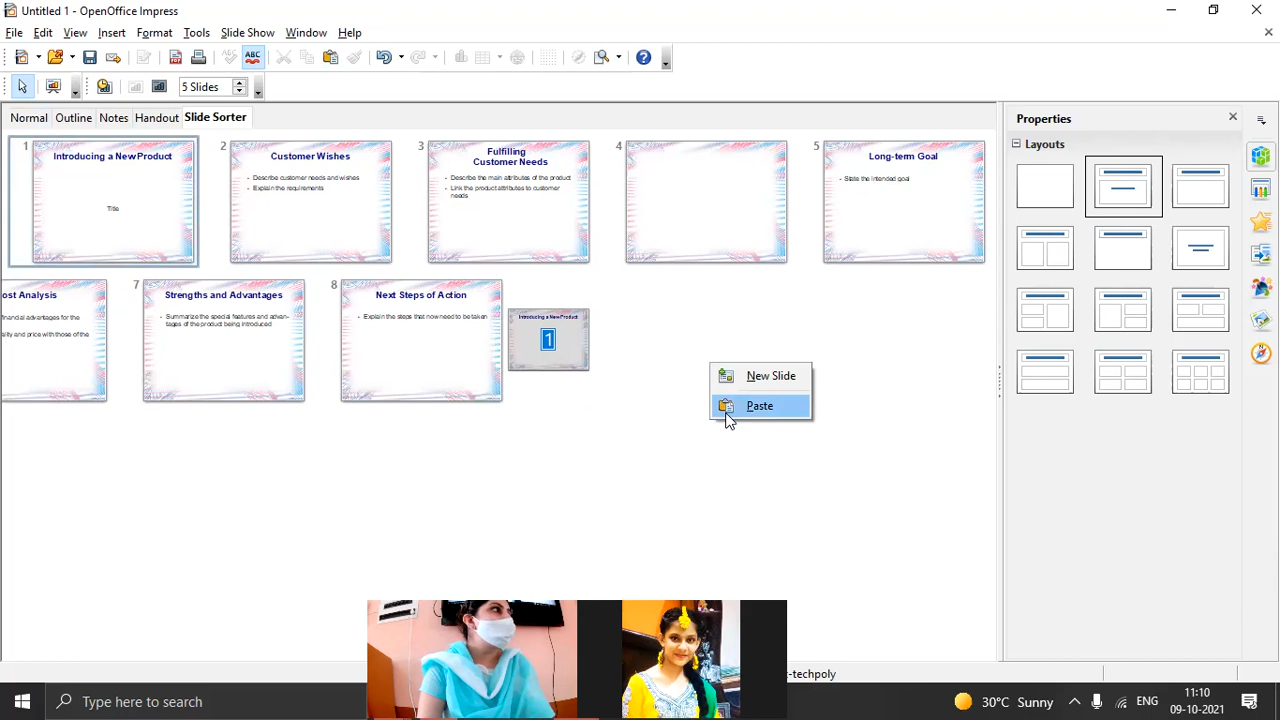 Untitled 1 - OpenOffice Impress
File Edit View Insert Format Tools Slide Show Window Help
ABC ABC
5 Slides
Normal Outline Notes Handout Slide Sorter
Properties
Layouts
1
Introducing a New Product
Title
2
Customer Wishes
Describe customer needs and wishes
Explain the requirements
3
Fulfilling
Customer Needs
Describe the main attributes of the product
Link the product attributes to customer
needs
4
5
Long-term Goal
State the intended goal
ost Analysis
financial advantages for the
ality and price with those of the
7
Strengths and Advantages
Summarize the special features and advan-
tages of the product being introduced
8
Next Steps of Action
Explain the steps that now need to be taken
Introducing a New Product
1
New Slide
Paste
-techpoly
Type here to search
30°C Sunny
ENG
11:10
09-10-2021